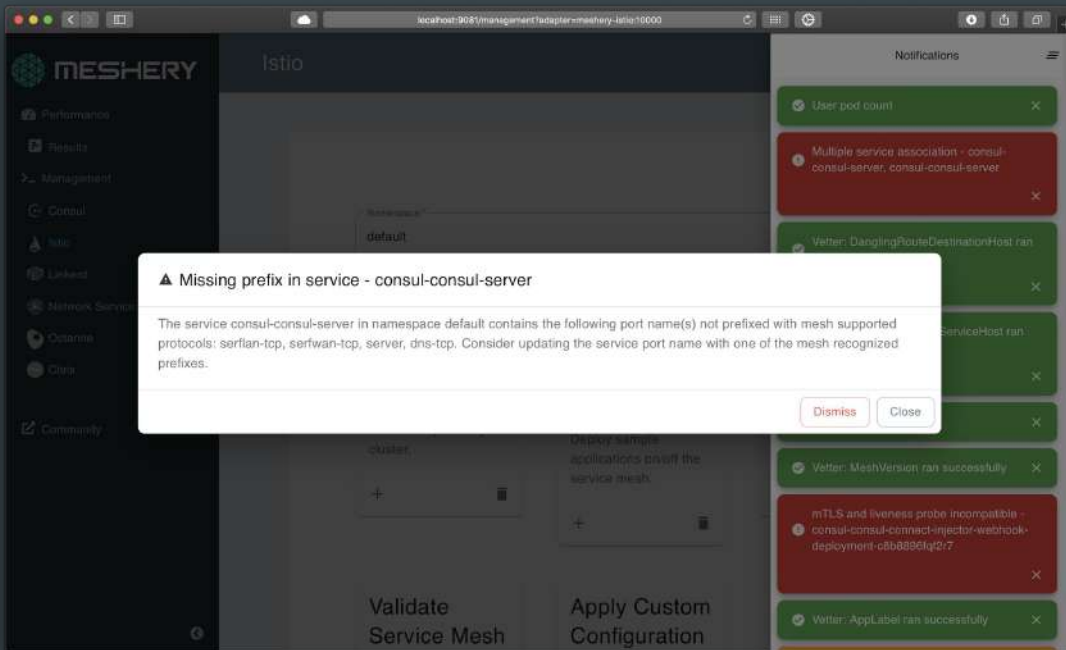 localhost:9081/management?adapter=meshery-istio:10000
MESHERY
Istio
Notifications
Performance
Results
Management
Consul
Istio
Linkerd
Network Service
Octarine
Citrix
Community
Namespace *
default
User pod count
Multiple service association - consul-
consul-server, consul-consul-server
Vetter: DanglingRouteDestinationHost ran
ServiceHost ran
Missing prefix in service - consul-consul-server
The service consul-consul-server in namespace default contains the following port name(s) not prefixed with mesh supported
protocols: serflan-tcp, serfwan-tcp, server, dns-tcp. Consider updating the service port name with one of the mesh recognized
prefixes.
Dismiss
Close
cluster.
Deploy sample
applications on/off the
service mesh.
Vetter: MeshVersion ran successfully
mTLS and liveness probe incompatible -
consul-consul-connect-injector-webhook-
Vetter: AppLabel ran successfully
Validate
Service Mesh
Apply Custom
Configuration